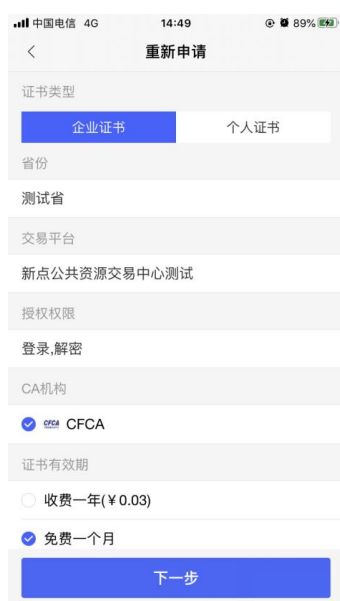 中国电信 4G 14:49 89%
重新申请
证书类型
企业证书 个人证书
省份
测试省
交易平台
新点公共资源交易中心测试
授权权限
登录,解密
CA机构
CFCA CFCA
证书有效期
收费一年(¥0.03)
免费一个月
下一步